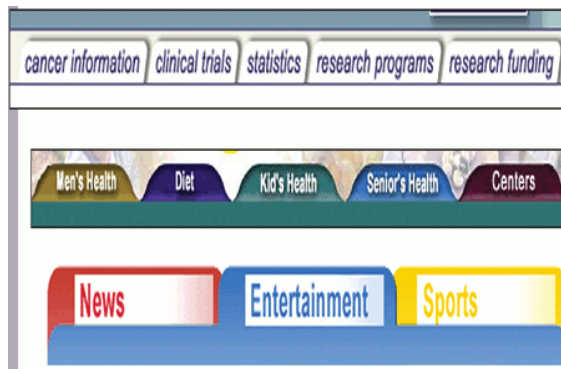 cancer information clinical trials statistics research programs research funding
Men's Health Diet Kid's Health Senior's Health Centers
News Entertainment Sports